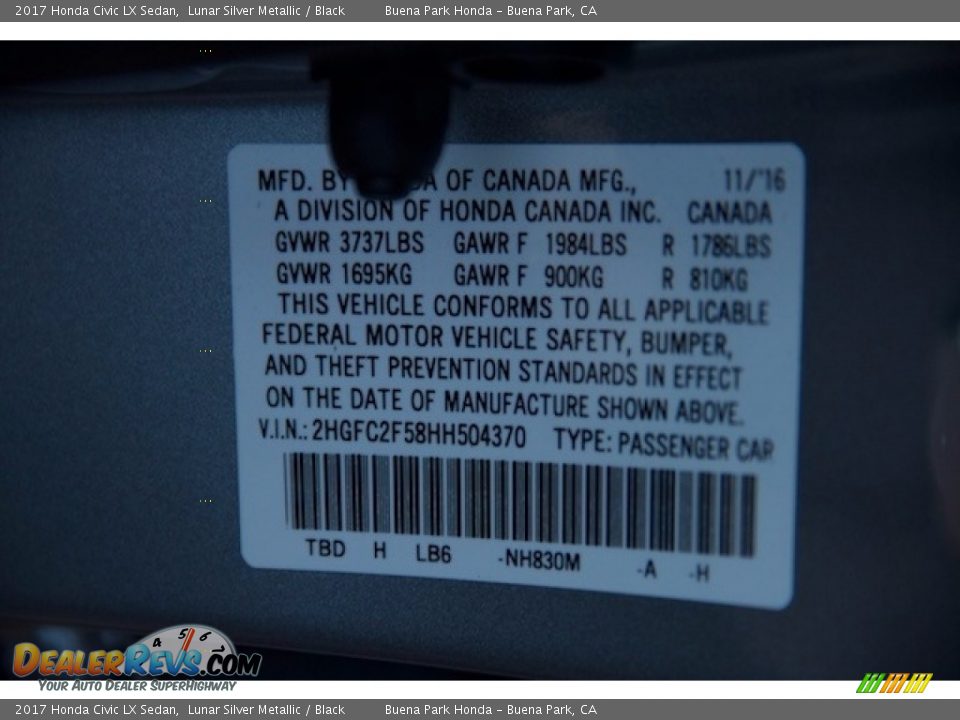 2017 Honda Civic LX Sedan, Lunar Silver Metallic / Black Buena Park Honda – Buena Park, CA
MFD. BY DA OF CANADA MFG., 11/'16
A DIVISION OF HONDA CANADA INC. CANADA
GVWR 3737LBS GAWR F 1984LBS R 1786LBS
GVWR 1695KG GAWR F 900KG R 810KG
THIS VEHICLE CONFORMS TO ALL APPLICABLE
FEDERAL MOTOR VEHICLE SAFETY, BUMPER,
AND THEFT PREVENTION STANDARDS IN EFFECT
ON THE DATE OF MANUFACTURE SHOWN ABOVE.
V.I.N.: 2HGFC2F58HH504370 TYPE: PASSENGER CAR
TBD H LB6 -NH830M -A -H
4 5 6
DEALERREVS.COM
YOUR AUTO DEALER SUPERHIGHWAY
2017 Honda Civic LX Sedan, Lunar Silver Metallic / Black Buena Park Honda – Buena Park, CA